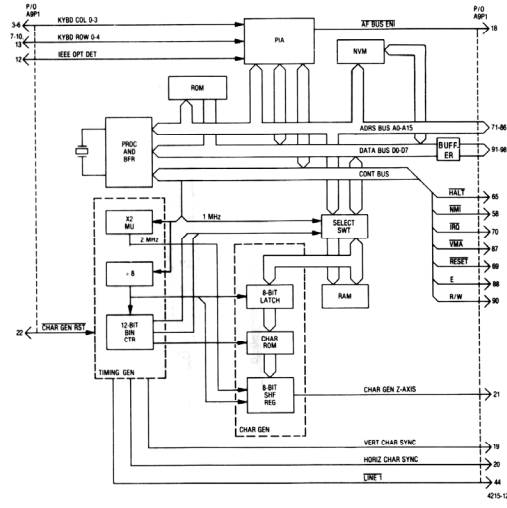 P/O
A9P1
3-6 KYBD COL 0-3
7-10,
13 KYBD ROW 0-4
12 IEEE OPT DET
PIA
AF BUS ENI
P/O
A9P1
18
NVM
ROM
PROC
AND
BFR
ADRS BUS A0-A15
71-86
DATA BUS D0-D7
BUFF-
ER
91-98
CONT BUS
HALT 65
NMI 58
IRQ 70
VMA 87
RESET 69
E 88
R/W 90
X2
MU
1 MHz
2 MHz
SELECT
SWT
÷ 8
8-BIT
LATCH
RAM
22 CHAR GEN RST
12-BIT
BIN
CTR
CHAR
ROM
TIMING GEN
8-BIT
SHF
REG
CHAR GEN Z-AXIS 21
CHAR GEN
VERT CHAR SYNC 19
HORIZ CHAR SYNC 20
LINE 1 44
4215-12